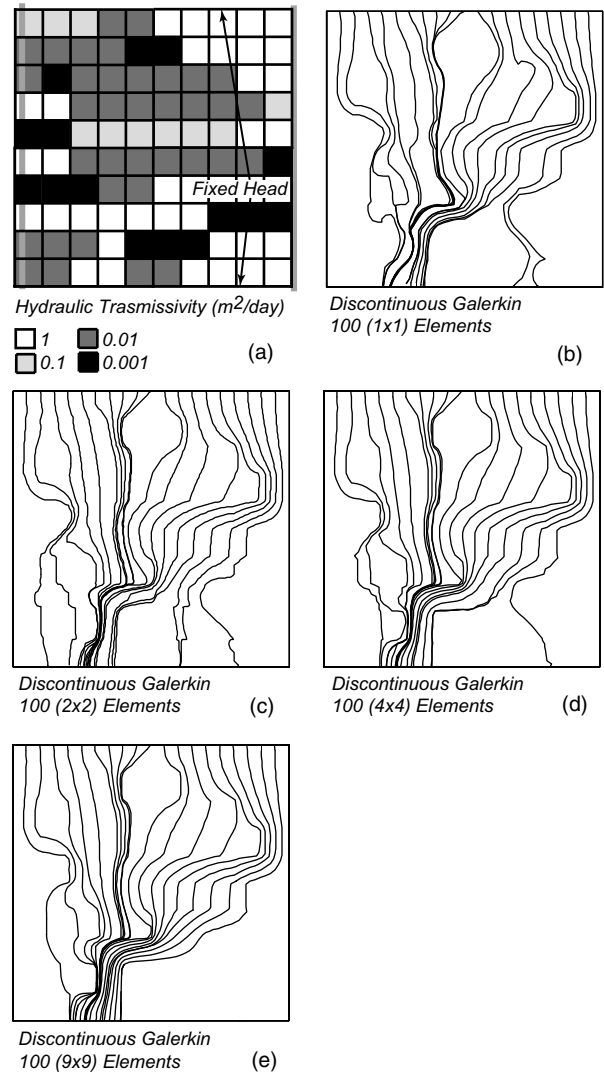 Fixed Head
Hydraulic Trasmissivity (m2/day)
1 0.01
0.1 0.001
(a)
Discontinuous Galerkin
100 (1x1) Elements
(b)
Discontinuous Galerkin
100 (2x2) Elements
(c)
Discontinuous Galerkin
100 (4x4) Elements
(d)
Discontinuous Galerkin
100 (9x9) Elements
(e)